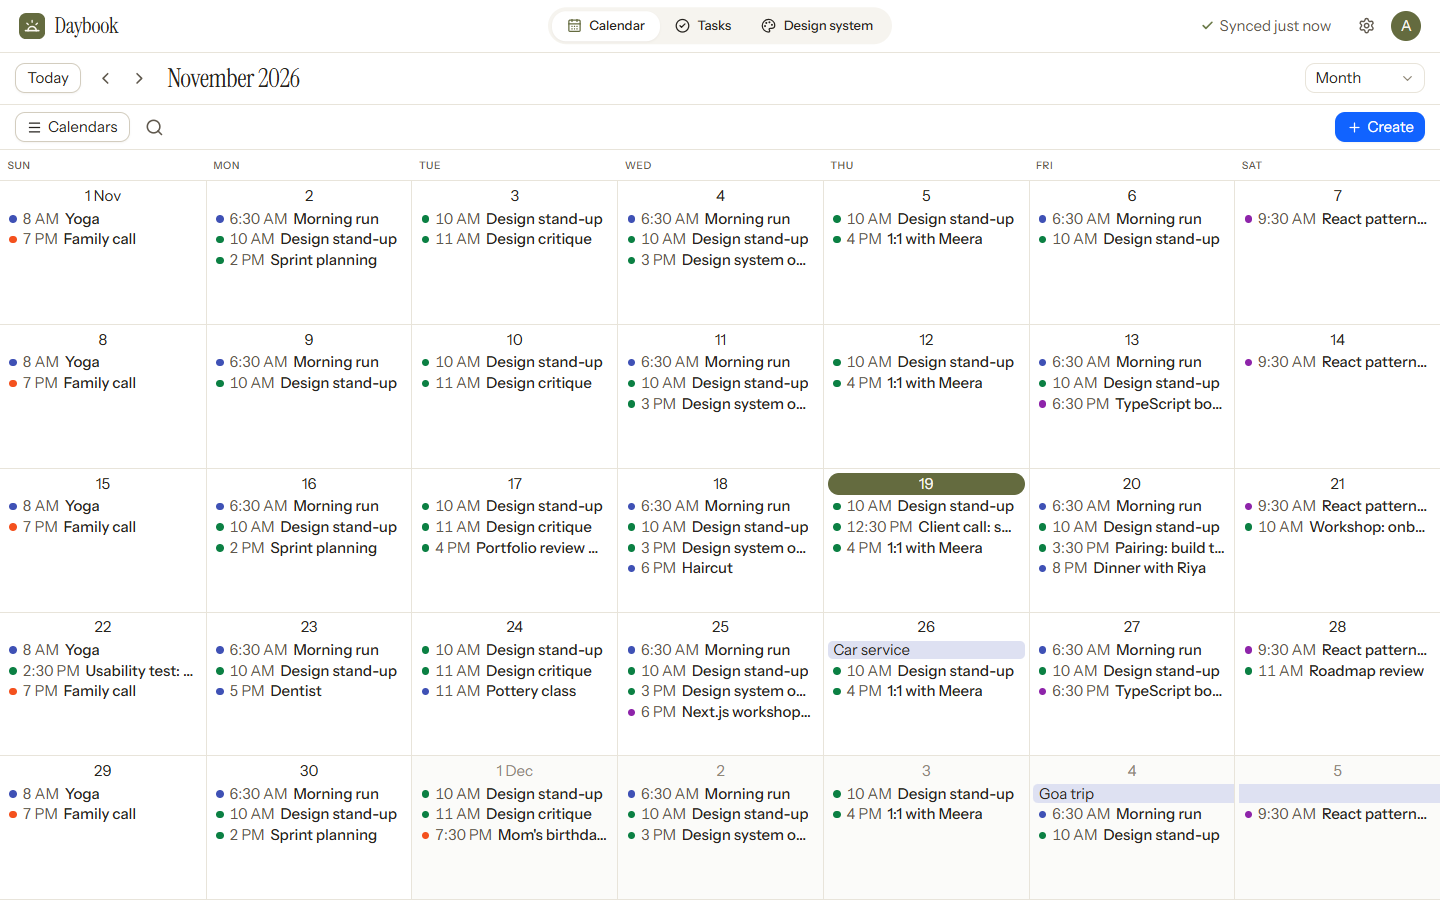 Daybook
Calendar
Tasks
Design system
Synced just now
A
Today
November 2026
Month
Calendars
Create
SUN MON TUE WED THU FRI SAT
1 Nov
8 AM Yoga
7 PM Family call
2
6:30 AM Morning run
10 AM Design stand-up
2 PM Sprint planning
3
10 AM Design stand-up
11 AM Design critique
4
6:30 AM Morning run
10 AM Design stand-up
3 PM Design system o...
5
10 AM Design stand-up
4 PM 1:1 with Meera
6
6:30 AM Morning run
10 AM Design stand-up
7
9:30 AM React pattern...
8
8 AM Yoga
7 PM Family call
9
6:30 AM Morning run
10 AM Design stand-up
10
10 AM Design stand-up
11 AM Design critique
11
6:30 AM Morning run
10 AM Design stand-up
3 PM Design system o...
12
10 AM Design stand-up
4 PM 1:1 with Meera
13
6:30 AM Morning run
10 AM Design stand-up
6:30 PM TypeScript bo...
14
9:30 AM React pattern...
15
8 AM Yoga
7 PM Family call
16
6:30 AM Morning run
10 AM Design stand-up
2 PM Sprint planning
17
10 AM Design stand-up
11 AM Design critique
4 PM Portfolio review ...
18
6:30 AM Morning run
10 AM Design stand-up
3 PM Design system o...
6 PM Haircut
19
10 AM Design stand-up
12:30 PM Client call: s...
4 PM 1:1 with Meera
20
6:30 AM Morning run
10 AM Design stand-up
3:30 PM Pairing: build t...
8 PM Dinner with Riya
21
9:30 AM React pattern...
10 AM Workshop: onb...
22
8 AM Yoga
2:30 PM Usability test: ...
7 PM Family call
23
6:30 AM Morning run
10 AM Design stand-up
5 PM Dentist
24
10 AM Design stand-up
11 AM Design critique
11 AM Pottery class
25
6:30 AM Morning run
10 AM Design stand-up
3 PM Design system o...
6 PM Next.js workshop...
26
Car service
10 AM Design stand-up
4 PM 1:1 with Meera
27
6:30 AM Morning run
10 AM Design stand-up
6:30 PM TypeScript bo...
28
9:30 AM React pattern...
11 AM Roadmap review
29
8 AM Yoga
7 PM Family call
30
6:30 AM Morning run
10 AM Design stand-up
2 PM Sprint planning
1 Dec
10 AM Design stand-up
11 AM Design critique
7:30 PM Mom's birthda...
2
6:30 AM Morning run
10 AM Design stand-up
3 PM Design system o...
3
10 AM Design stand-up
4 PM 1:1 with Meera
4
Goa trip
6:30 AM Morning run
10 AM Design stand-up
5
9:30 AM React pattern...